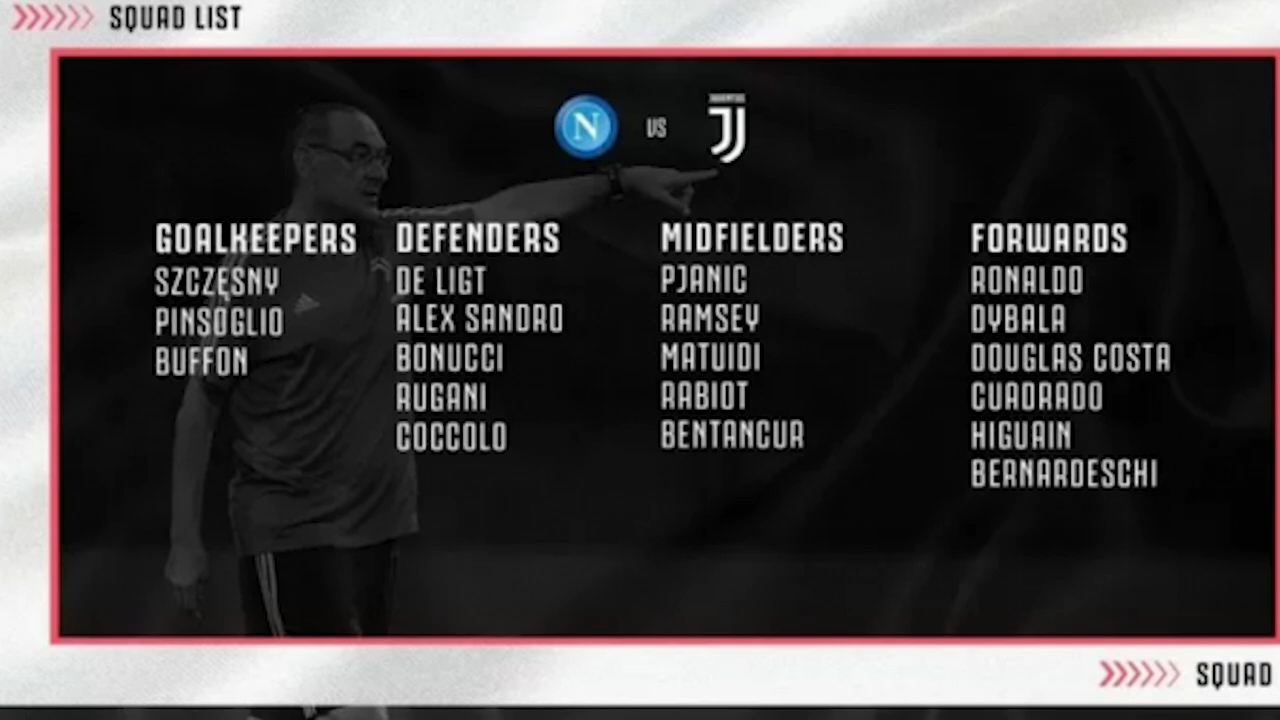 SQUAD LIST
N VS JUVENTUS
GOALKEEPERS
SZCZĘSNY
PINSOGLIO
BUFFON
DEFENDERS
DE LIGT
ALEX SANDRO
BONUCCI
RUGANI
COCCOLO
MIDFIELDERS
PJANIC
RAMSEY
MATUIDI
RABIOT
BENTANCUR
FORWARDS
RONALDO
DYBALA
DOUGLAS COSTA
CUADRADO
HIGUAIN
BERNARDESCHI
SQUAD